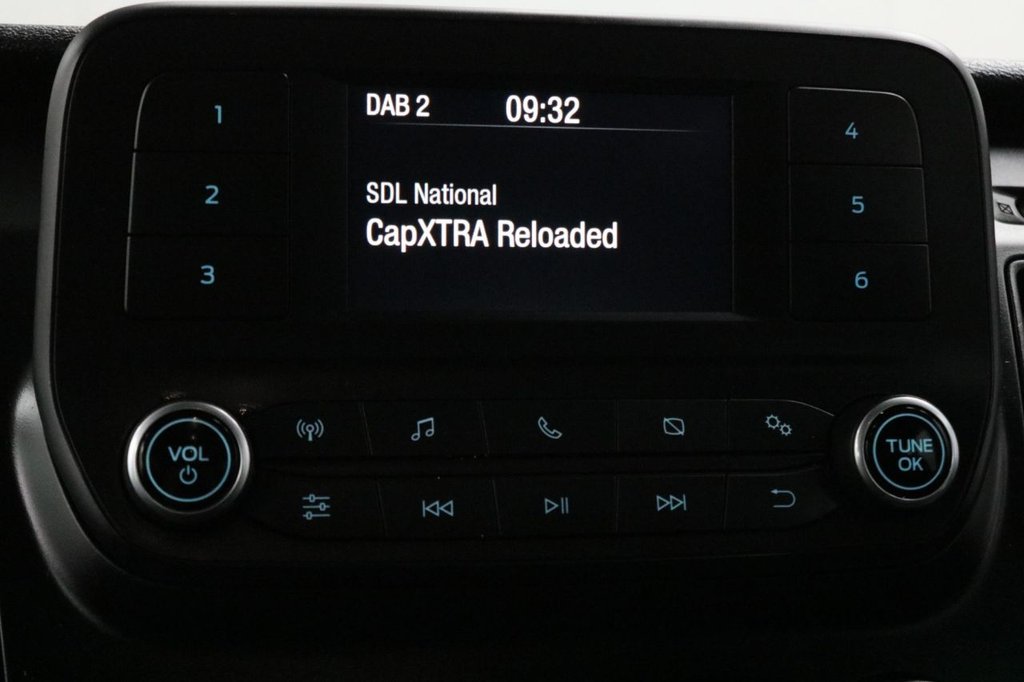 DAB 2 09:32
SDL National
CapXTRA Reloaded
1
2
3
4
5
6
VOL
TUNE
OK